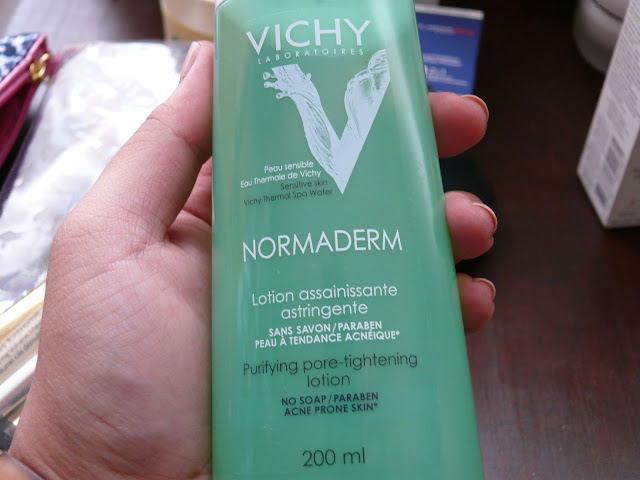 VICHY
LABORATOIRES
Peau sensible
Eau Thermale de Vichy
Sensitive skin
Vichy Thermal Spa Water
NORMADERM
Lotion assainissante
astringente
SANS SAVON/PARABEN
PEAU À TENDANCE ACNÉIQUE*
Purifying pore-tightening
lotion
NO SOAP/PARABEN
ACNE PRONE SKIN*
200 ml